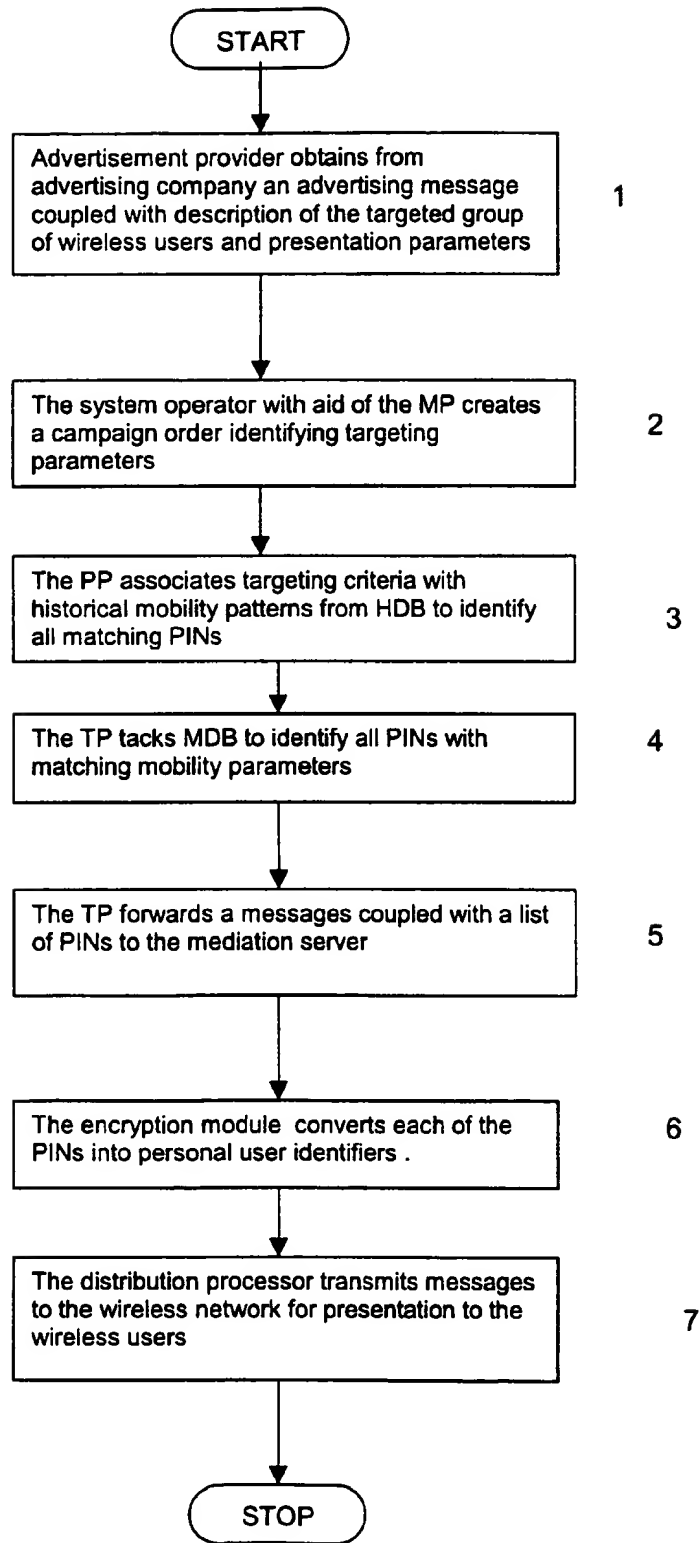 START
Advertisement provider obtains from
advertising company an advertising message
coupled with description of the targeted group
of wireless users and presentation parameters
1
The system operator with aid of the MP creates
a campaign order identifying targeting
parameters
2
The PP associates targeting criteria with
historical mobility patterns from HDB to identify
all matching PINs
3
The TP tacks MDB to identify all PINs with
matching mobility parameters
4
The TP forwards a messages coupled with a list
of PINs to the mediation server
5
The encryption module converts each of the
PINs into personal user identifiers .
6
The distribution processor transmits messages
to the wireless network for presentation to the
wireless users
7
STOP